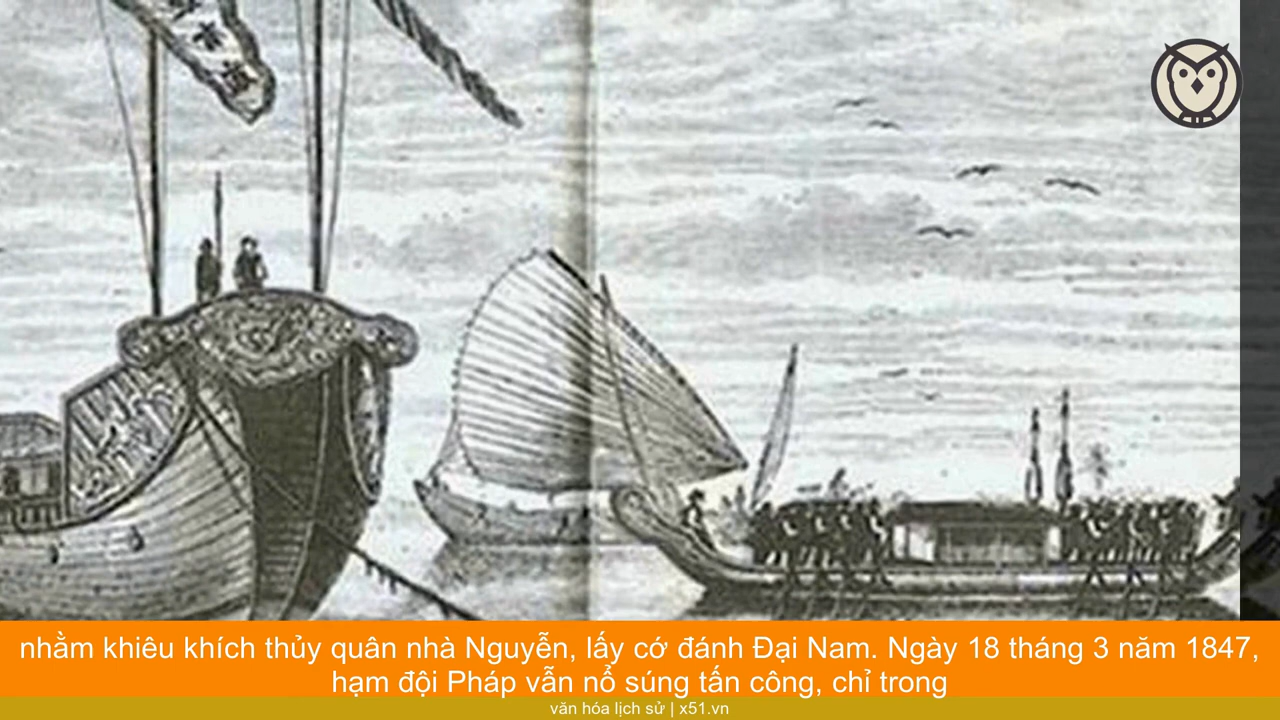 nhằm khiêu khích thủy quân nhà Nguyễn, lấy cớ đánh Đại Nam. Ngày 18 tháng 3 năm 1847,
hạm đội Pháp vẫn nổ súng tấn công, chỉ trong
văn hóa lịch sử | x51.vn